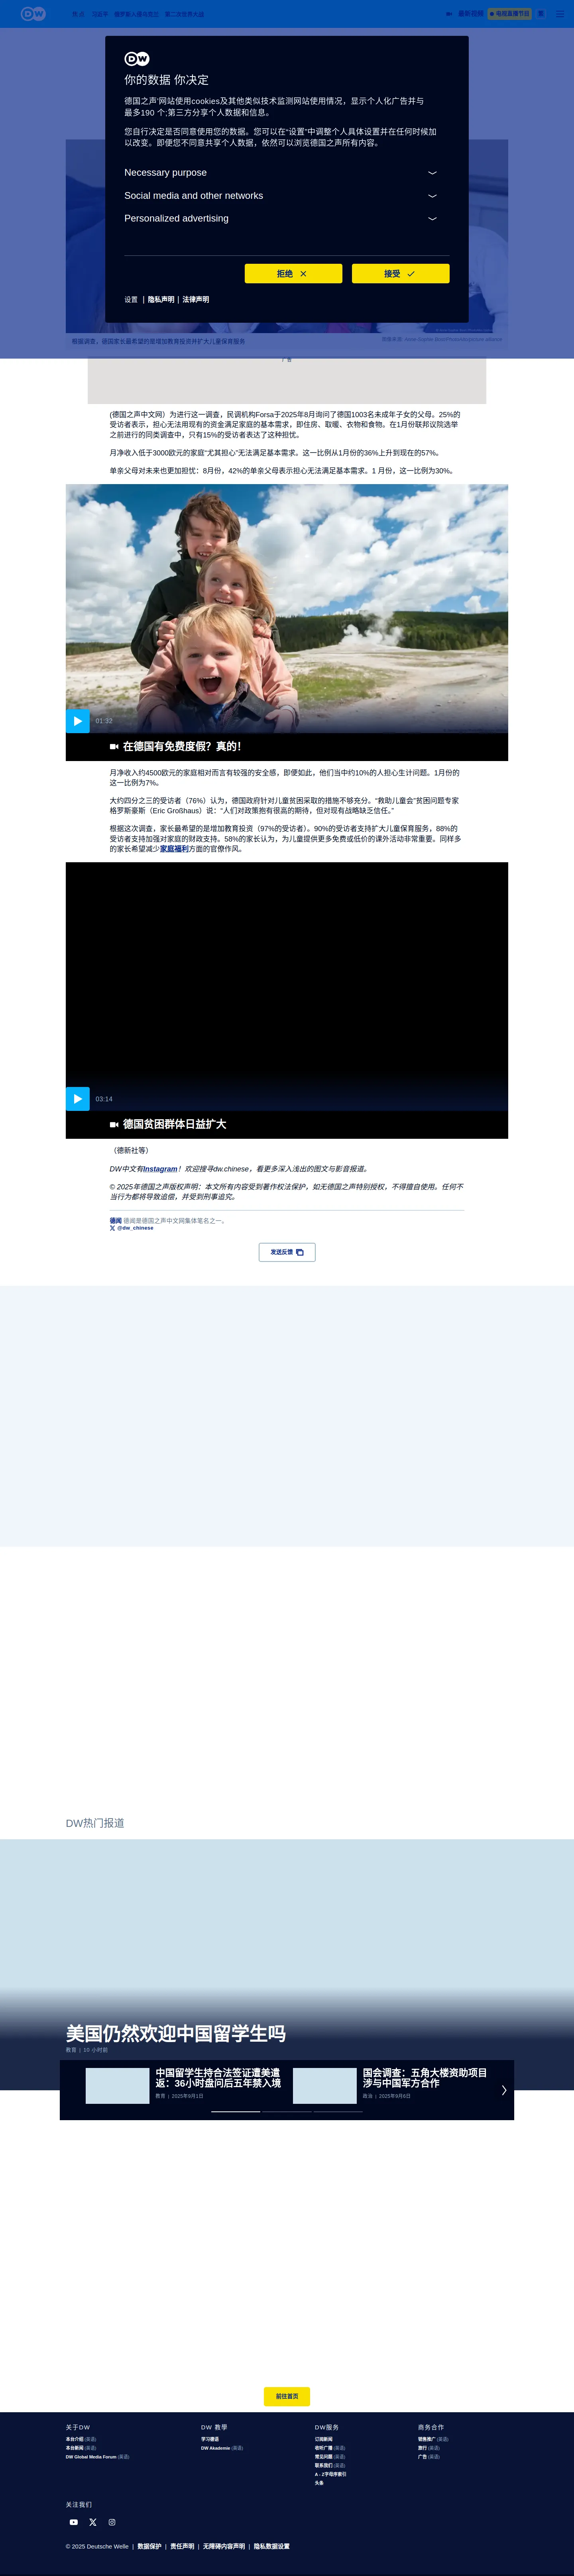 DW
热点 习近平 俄罗斯入侵乌克兰 第二次世界大战
最新视频 电视直播节目
DW
你的数据 你决定
德国之声'网站使用cookies及其他类似技术监测网站使用情况，显示个人化广告并与
最多190 个;第三方分享个人数据和信息。
您自行决定是否同意使用您的数据。您可以在“设置”中调整个人具体设置并在任何时候加
以改变。即便您不同意共享个人数据，依然可以浏览德国之声所有内容。
Necessary purpose
Social media and other networks
Personalized advertising
拒绝
接受
设置 | 隐私声明 | 法律声明
根据调查，德国家长最希望的是增加教育投资并扩大儿童保育服务
广告
(德国之声中文网）为进行这一调查，民调机构Forsa于2025年8月询问了德国1003名未成年子女的父母。25%的
受访者表示，担心无法用现有的资金满足家庭的基本需求，即住房、取暖、衣物和食物。在1月份联邦议院选举
之前进行的同类调查中，只有15%的受访者表达了这种担忧。
月净收入低于3000欧元的家庭“尤其担心”无法满足基本需求。这一比例从1月份的36%上升到现在的57%。
单亲父母对未来也更加担忧：8月份，42%的单亲父母表示担心无法满足基本需求。1 月份，这一比例为30%。
01:32
在德国有免费度假？真的！
月净收入约4500欧元的家庭相对而言有较强的安全感，即便如此，他们当中约10%的人担心生计问题。1月份的
这一比例为7%。
大约四分之三的受访者（76%）认为，德国政府针对儿童贫困采取的措施不够充分。“救助儿童会”贫困问题专家
格罗斯豪斯（Eric Großhaus）说：“人们对政策抱有很高的期待，但对现有战略缺乏信任。”
根据这次调查，家长最希望的是增加教育投资（97%的受访者）。90%的受访者支持扩大儿童保育服务，88%的
受访者支持加强对家庭的财政支持。58%的家长认为，为儿童提供更多免费或低价的课外活动非常重要。同样多
的家长希望减少家庭福利方面的官僚作风。
03:14
德国贫困群体日益扩大
（德新社等）
DW中文有Instagram！欢迎搜寻dw.chinese，看更多深入浅出的图文与影音报道。
© 2025年德国之声版权声明：本文所有内容受到著作权法保护，如无德国之声特别授权，不得擅自使用。任何不
当行为都将导致追偿，并受到刑事追究。
德闻 德闻是德国之声中文网集体笔名之一。
@dw_chinese
发送反馈
DW热门报道
美国仍然欢迎中国留学生吗
教育 | 10 小时前
中国留学生持合法签证遭美遣
返：36小时盘问后五年禁入境
教育 | 2025年9月1日
国会调查：五角大楼资助项目
涉与中国军方合作
政治 | 2025年9月6日
前往首页
关于DW
本台介绍 (英语)
本台新闻 (英语)
DW Global Media Forum (英语)
DW 教學
学习德语
DW Akademie (英语)
DW服务
订阅新闻
收听广播 (英语)
常见问题 (英语)
联系我们 (英语)
A - Z字母序索引
头条
商务合作
销售推广 (英语)
旅行 (英语)
广告 (英语)
关注我们
© 2025 Deutsche Welle | 数据保护 | 责任声明 | 无障碍内容声明 | 隐私数据设置